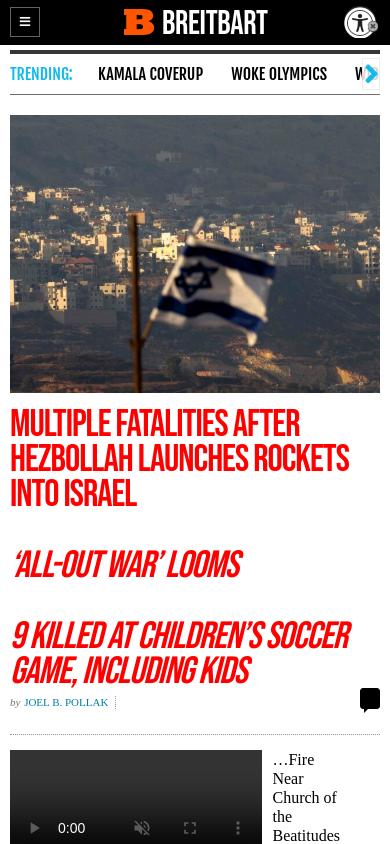 BREITBART
TRENDING: KAMALA COVERUP WOKE OLYMPICS
MULTIPLE FATALITIES AFTER
HEZBOLLAH LAUNCHES ROCKETS
INTO ISRAEL
‘ALL-OUT WAR’ LOOMS
9 KILLED AT CHILDREN’S SOCCER
GAME, INCLUDING KIDS
by JOEL B. POLLAK
0:00
…Fire
Near
Church of
the
Beatitudes